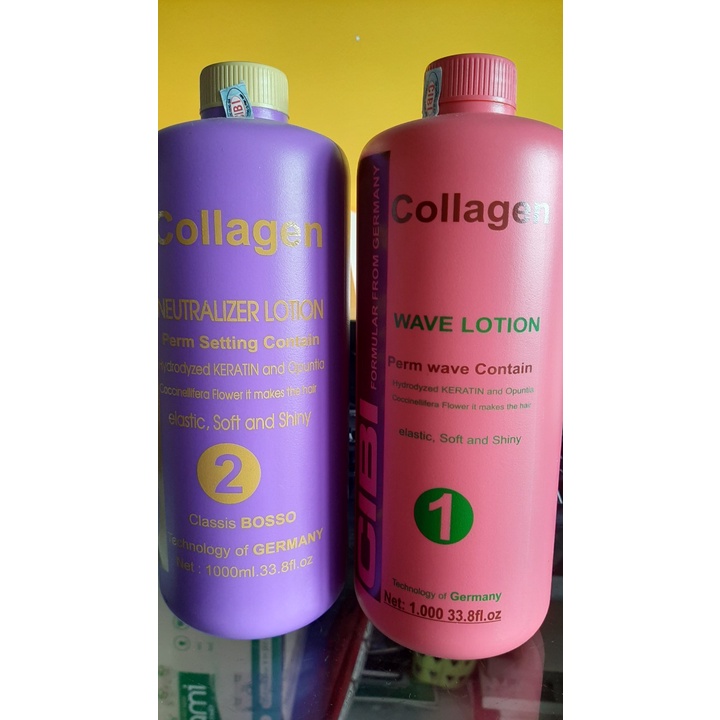 Collagen
NEUTRALIZER LOTION
Perm Setting Contain
Hydrodyzed KERATIN and Opuntia
Coccinellifera Flower it makes the hair
elastic, Soft and Shiny
2
Classis BOSSO
Technology of GERMANY
Net : 1000ml.33.8fl.oz
CIBI
FORMULAR FROM GERMANY
Collagen
WAVE LOTION
Perm wave Contain
Hydrodyzed KERATIN and Opuntia
Coccinellifera Flower it makes the hair
elastic, Soft and Shiny
1
Technology of Germany
Net: 1.000 33.8fl.oz